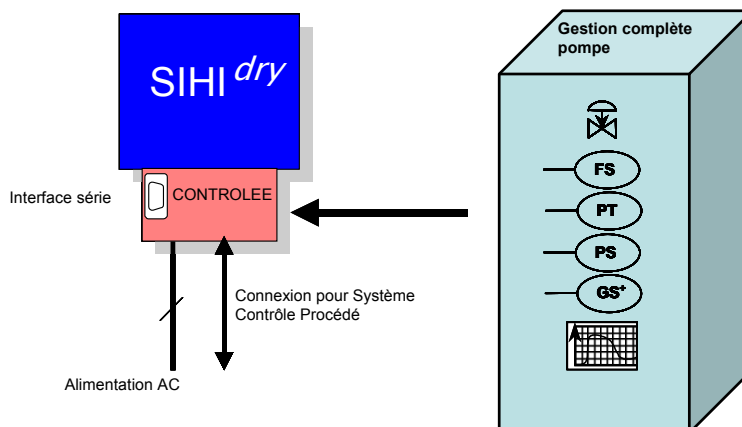 SIHI dry
Interface série
CONTROLEE
Connexion pour Système
Contrôle Procédé
Alimentation AC
Gestion complète
pompe
FS
PT
PS
GS+